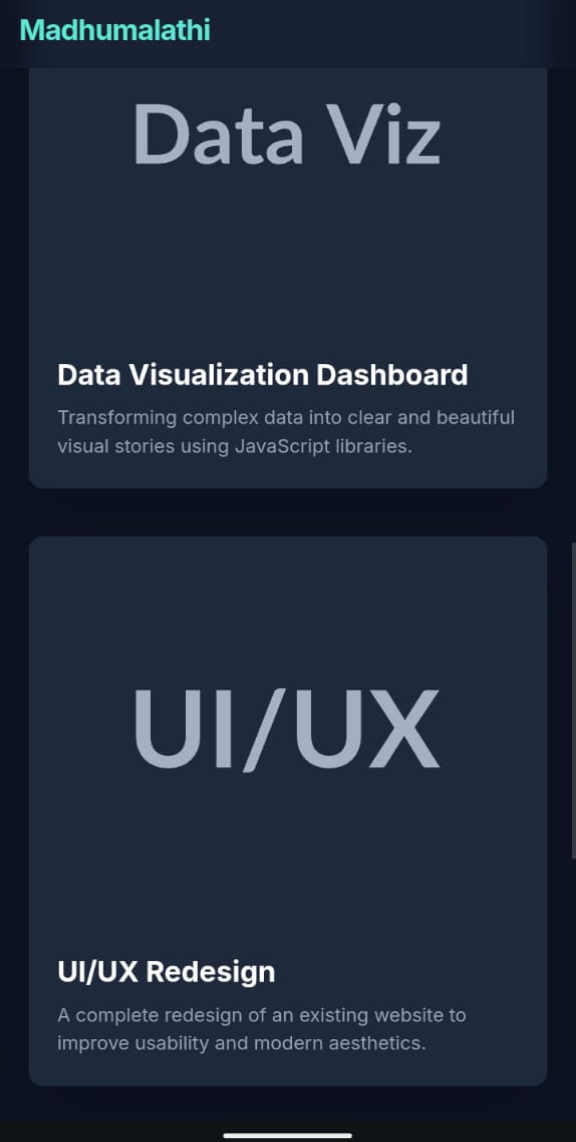 Madhumalathi
Data Viz
Data Visualization Dashboard
Transforming complex data into clear and beautiful
visual stories using JavaScript libraries.
UI/UX
UI/UX Redesign
A complete redesign of an existing website to
improve usability and modern aesthetics.